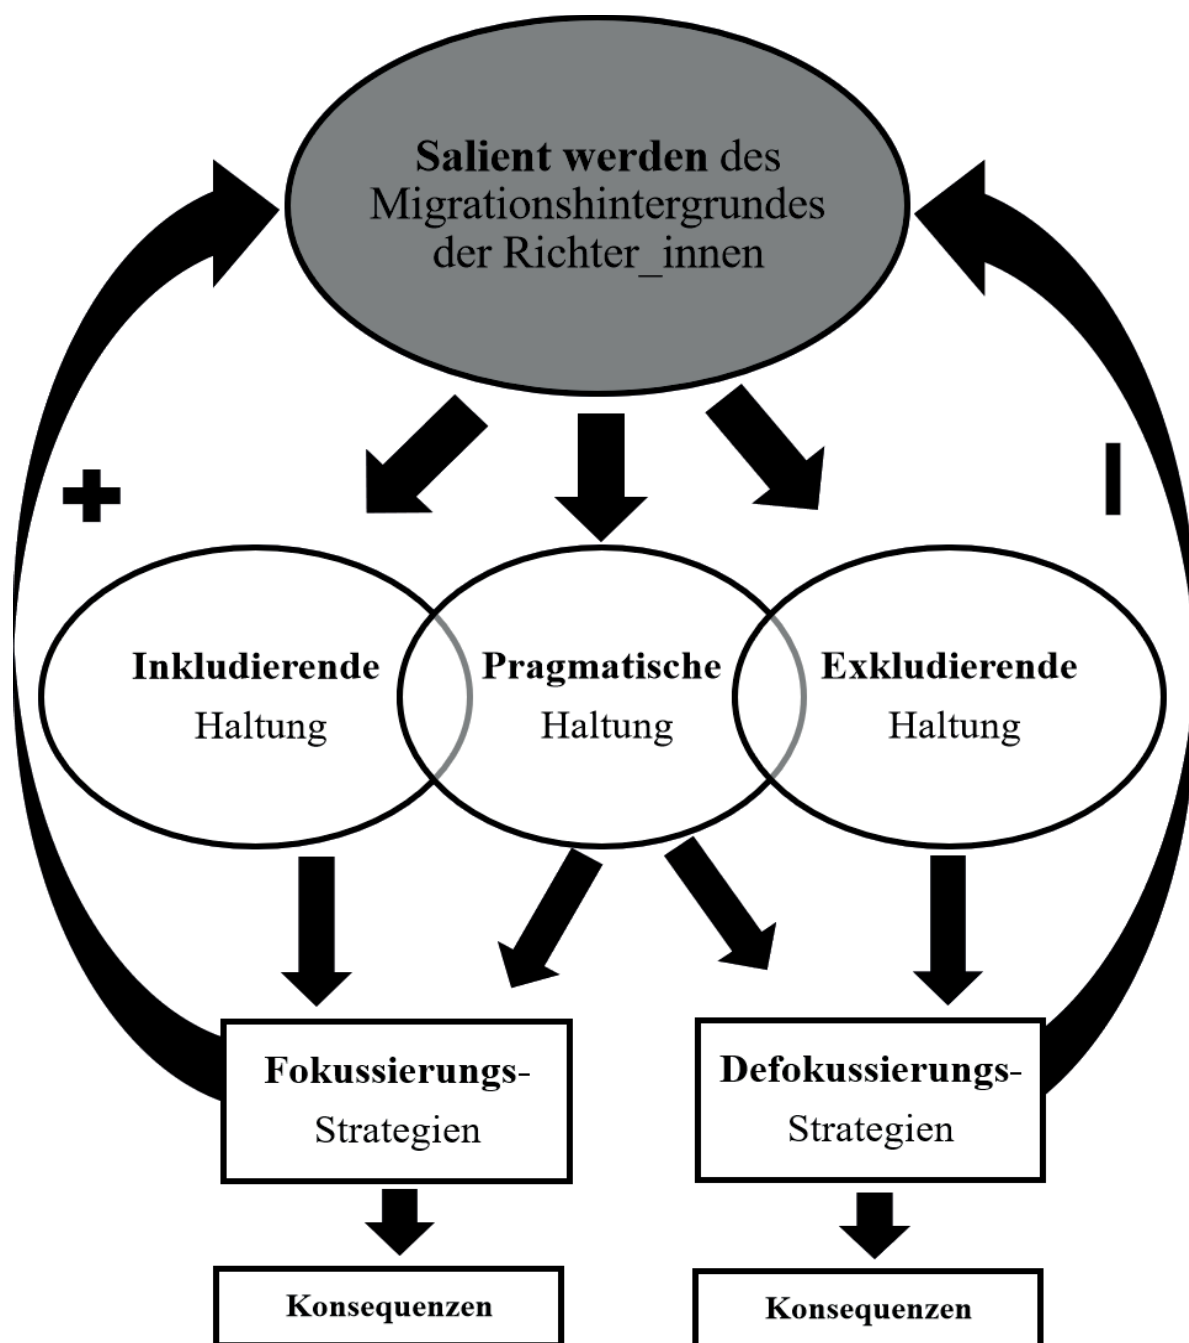 Salient werden des
Migrationshintergrundes
der Richter_innen
+
–
Inkludierende
Haltung
Pragmatische
Haltung
Exkludierende
Haltung
Fokussierungs-
Strategien
Defokussierungs-
Strategien
Konsequenzen
Konsequenzen